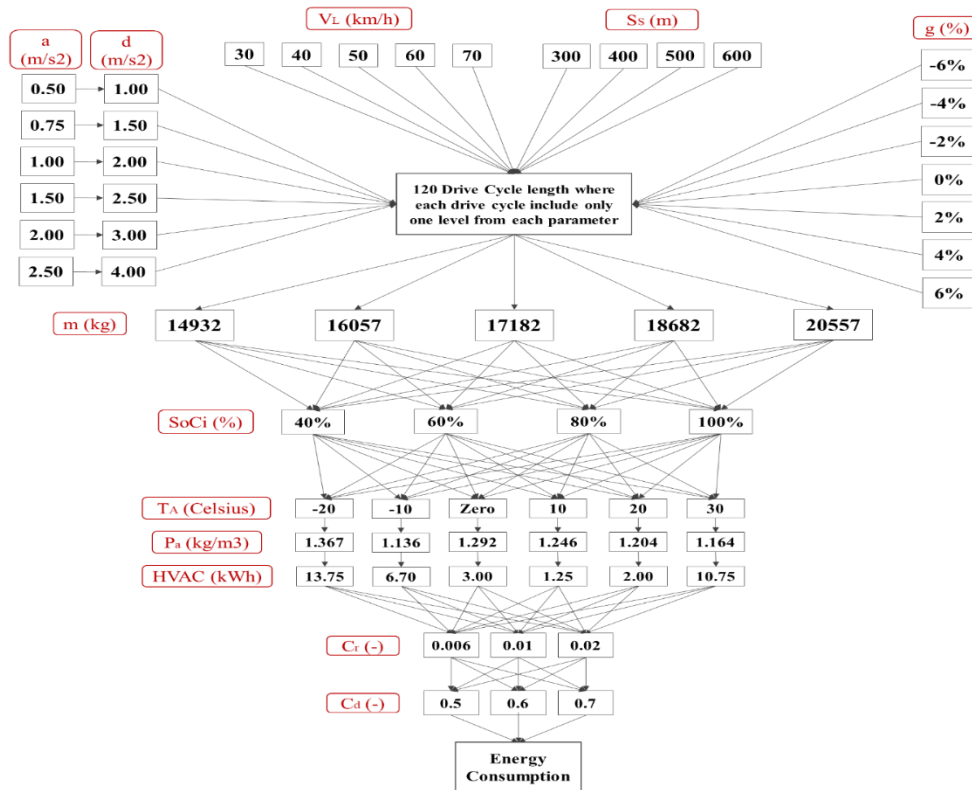 VL (km/h)
Ss (m)
g (%)
a
(m/s2)
d
(m/s2)
30 40 50 60 70
300 400 500 600
0.50 1.00
0.75 1.50
1.00 2.00
1.50 2.50
2.00 3.00
2.50 4.00
-6%
-4%
-2%
0%
2%
4%
6%
120 Drive Cycle length where
each drive cycle include only
one level from each parameter
m (kg) 14932 16057 17182 18682 20557
SoCi (%) 40% 60% 80% 100%
TA (Celsius) -20 -10 Zero 10 20 30
Pa (kg/m3) 1.367 1.136 1.292 1.246 1.204 1.164
HVAC (kWh) 13.75 6.70 3.00 1.25 2.00 10.75
Cr (-) 0.006 0.01 0.02
Cd (-) 0.5 0.6 0.7
Energy
Consumption